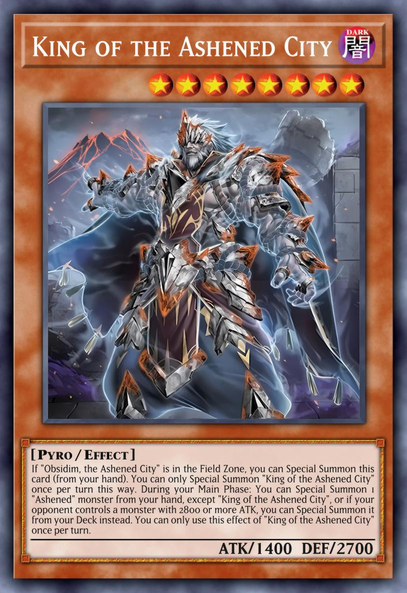 King of the Ashened City
DARK
闇
[Pyro / Effect]
If "Obsidim, the Ashened City" is in the Field Zone, you can Special Summon this
card (from your hand). You can only Special Summon "King of the Ashened City"
once per turn this way. During your Main Phase: You can Special Summon 1
"Ashened" monster from your hand, except "King of the Ashened City", or if your
opponent controls a monster with 2800 or more ATK, you can Special Summon it
from your Deck instead. You can only use this effect of "King of the Ashened City"
once per turn.
ATK/1400 DEF/2700